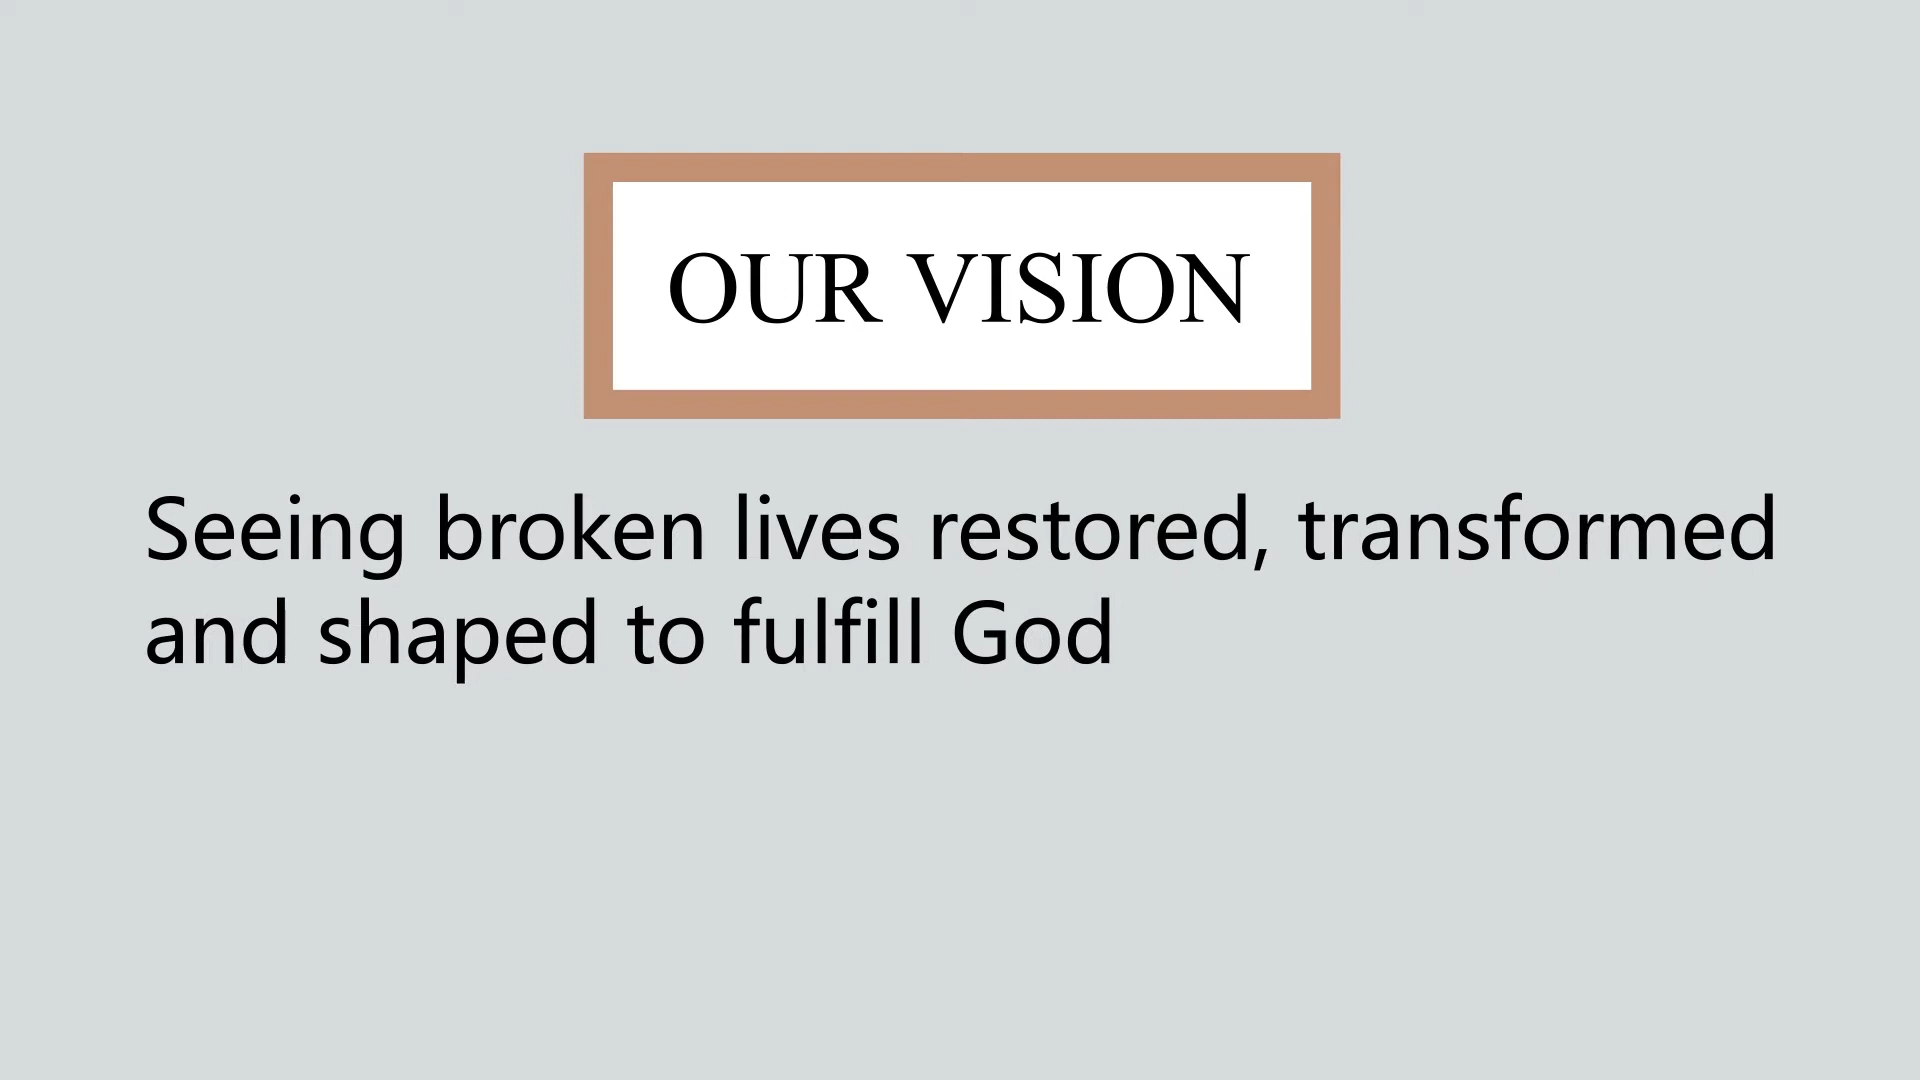 OUR VISION
Seeing broken lives restored, transformed
and shaped to fulfill God